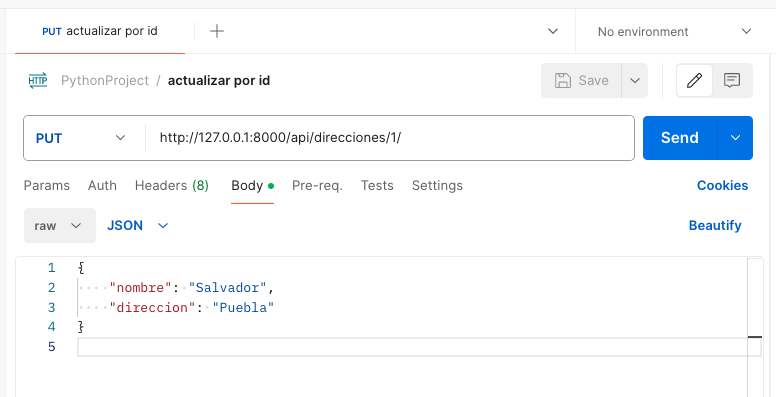 PUT actualizar por id
No environment
HTTP PythonProject / actualizar por id
Save
PUT http://127.0.0.1:8000/api/direcciones/1/
Send
Params Auth Headers (8) Body Pre-req. Tests Settings Cookies
raw JSON Beautify
1 {
2 "nombre": "Salvador",
3 "direccion": "Puebla"
4 }
5